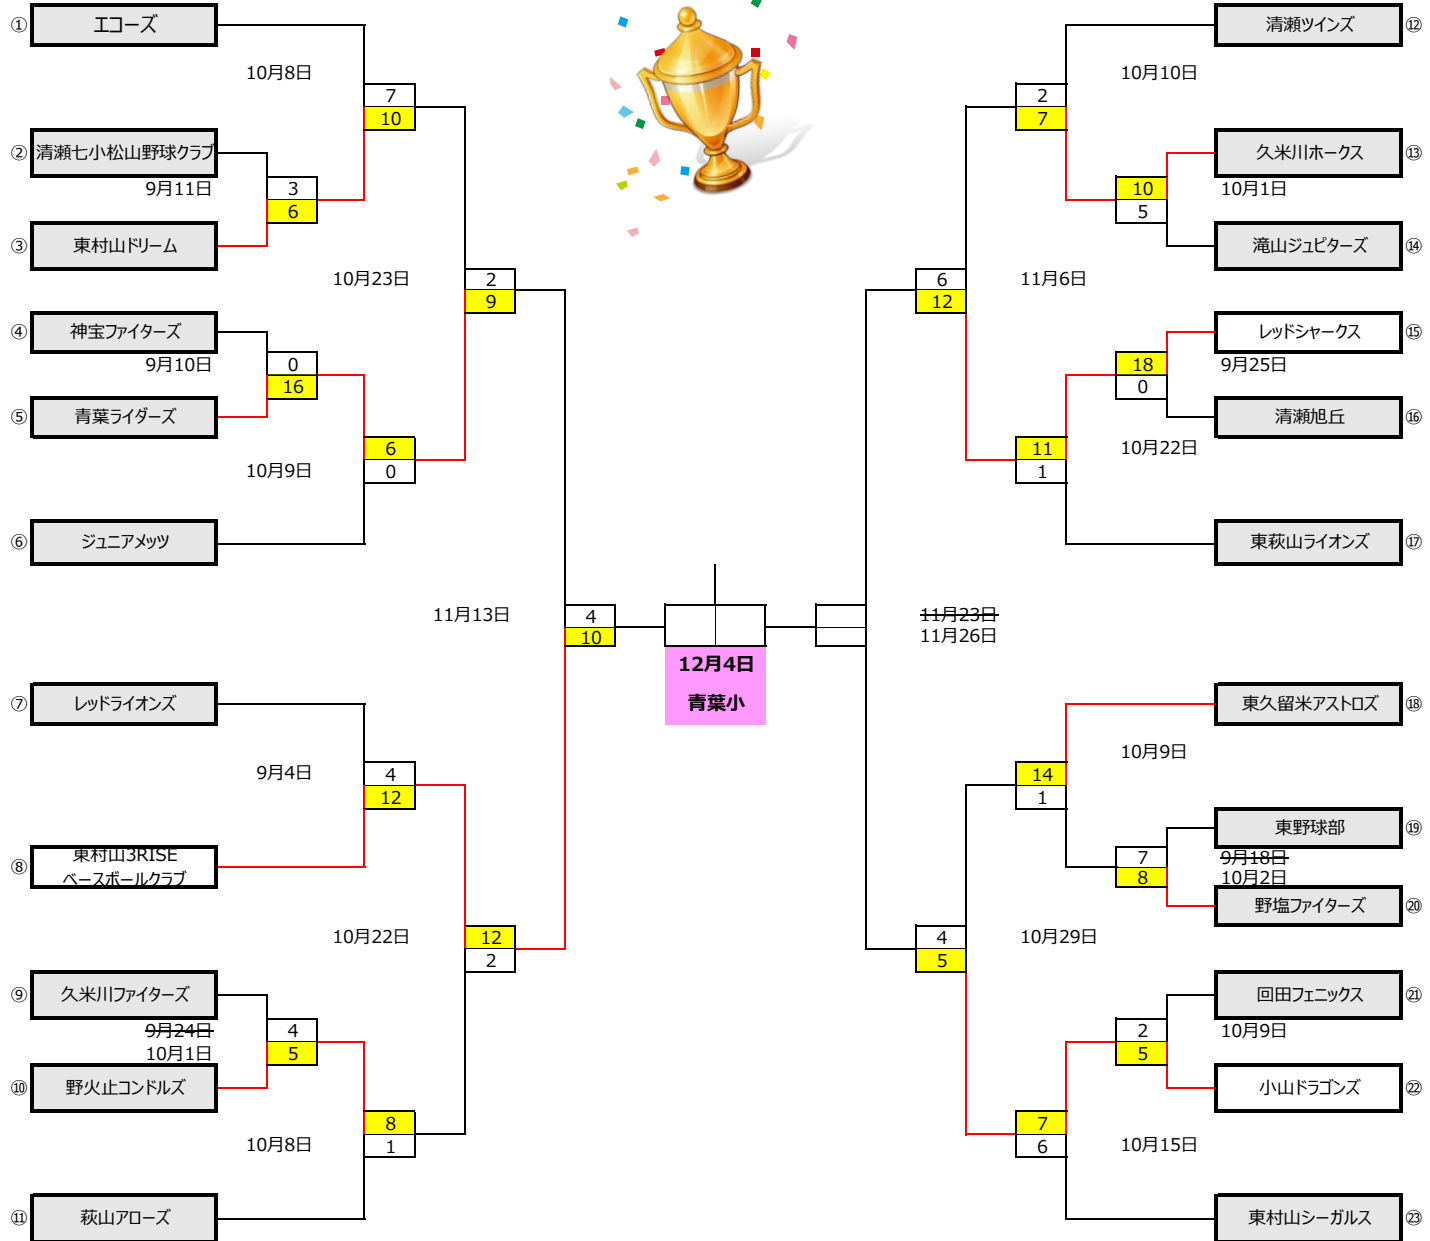 ① エコーズ
10月8日
7
10
② 清瀬七小松山野球クラブ
9月11日
3
6
③ 東村山ドリーム
10月23日
2
9
④ 神宝ファイターズ
9月10日
0
16
⑤ 青葉ライダーズ
6
0
10月9日
⑥ ジュニアメッツ
11月13日
4
10
⑦ レッドライオンズ
9月4日
4
12
⑧ 東村山3RISE
ベースボールクラブ
10月22日
12
2
⑨ 久米川ファイターズ
9月24日
10月1日
4
5
⑩ 野火止コンドルズ
8
1
10月8日
⑪ 萩山アローズ
12月4日
青葉小
清瀬ツインズ ⑫
10月10日
2
7
久米川ホークス ⑬
10月1日
10
5
滝山ジュピターズ ⑭
11月6日
6
12
レッドシャークス ⑮
9月25日
18
0
清瀬旭丘 ⑯
10月22日
11
1
東萩山ライオンズ ⑰
11月23日
11月26日
東久留米アストロズ ⑱
10月9日
14
1
東野球部 ⑲
9月18日
10月2日
7
8
野塩ファイターズ ⑳
10月29日
4
5
回田フェニックス ㉑
10月9日
2
5
小山ドラゴンズ ㉒
7
6
10月15日
東村山シーガルス ㉓